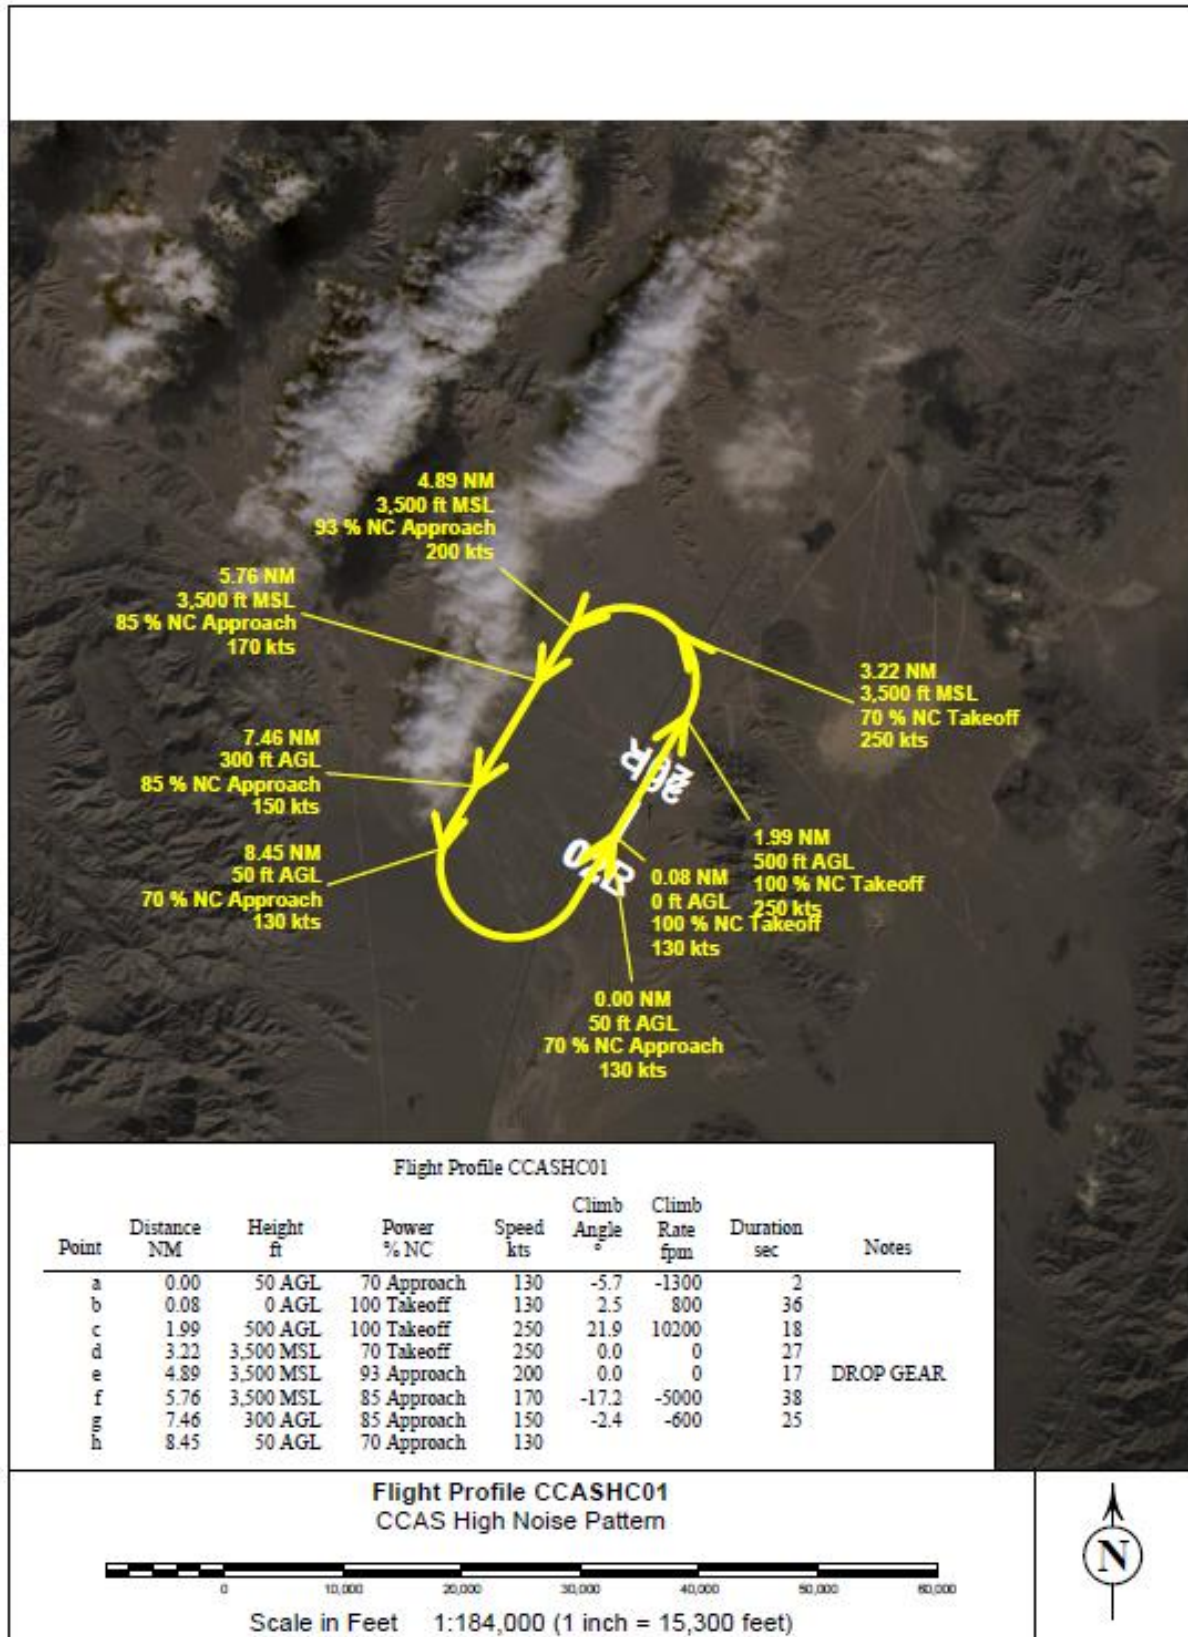 4.89 NM
3,500 ft MSL
93 % NC Approach
200 kts
5.76 NM
3,500 ft MSL
85 % NC Approach
170 kts
3.22 NM
3,500 ft MSL
70 % NC Takeoff
250 kts
7.46 NM
300 ft AGL
85 % NC Approach
150 kts
1.99 NM
500 ft AGL
100 % NC Takeoff
250 kts
8.45 NM
50 ft AGL
70 % NC Approach
130 kts
0.08 NM
0 ft AGL
100 % NC Takeoff
130 kts
0.00 NM
50 ft AGL
70 % NC Approach
130 kts
Flight Profile CCASHC01
Point Distance NM Height ft Power % NC Speed kts Climb Angle ° Climb Rate fpm Duration sec Notes
a 0.00 50 AGL 70 Approach 130 -5.7 -1300 2
b 0.08 0 AGL 100 Takeoff 130 2.5 800 36
c 1.99 500 AGL 100 Takeoff 250 21.9 10200 18
d 3.22 3,500 MSL 70 Takeoff 250 0.0 0 27
e 4.89 3,500 MSL 93 Approach 200 0.0 0 17 DROP GEAR
f 5.76 3,500 MSL 85 Approach 170 -17.2 -5000 38
g 7.46 300 AGL 85 Approach 150 -2.4 -600 25
h 8.45 50 AGL 70 Approach 130
Flight Profile CCASHC01
CCAS High Noise Pattern
0 10,000 20,000 30,000 40,000 50,000 60,000
Scale in Feet 1:184,000 (1 inch = 15,300 feet)
N